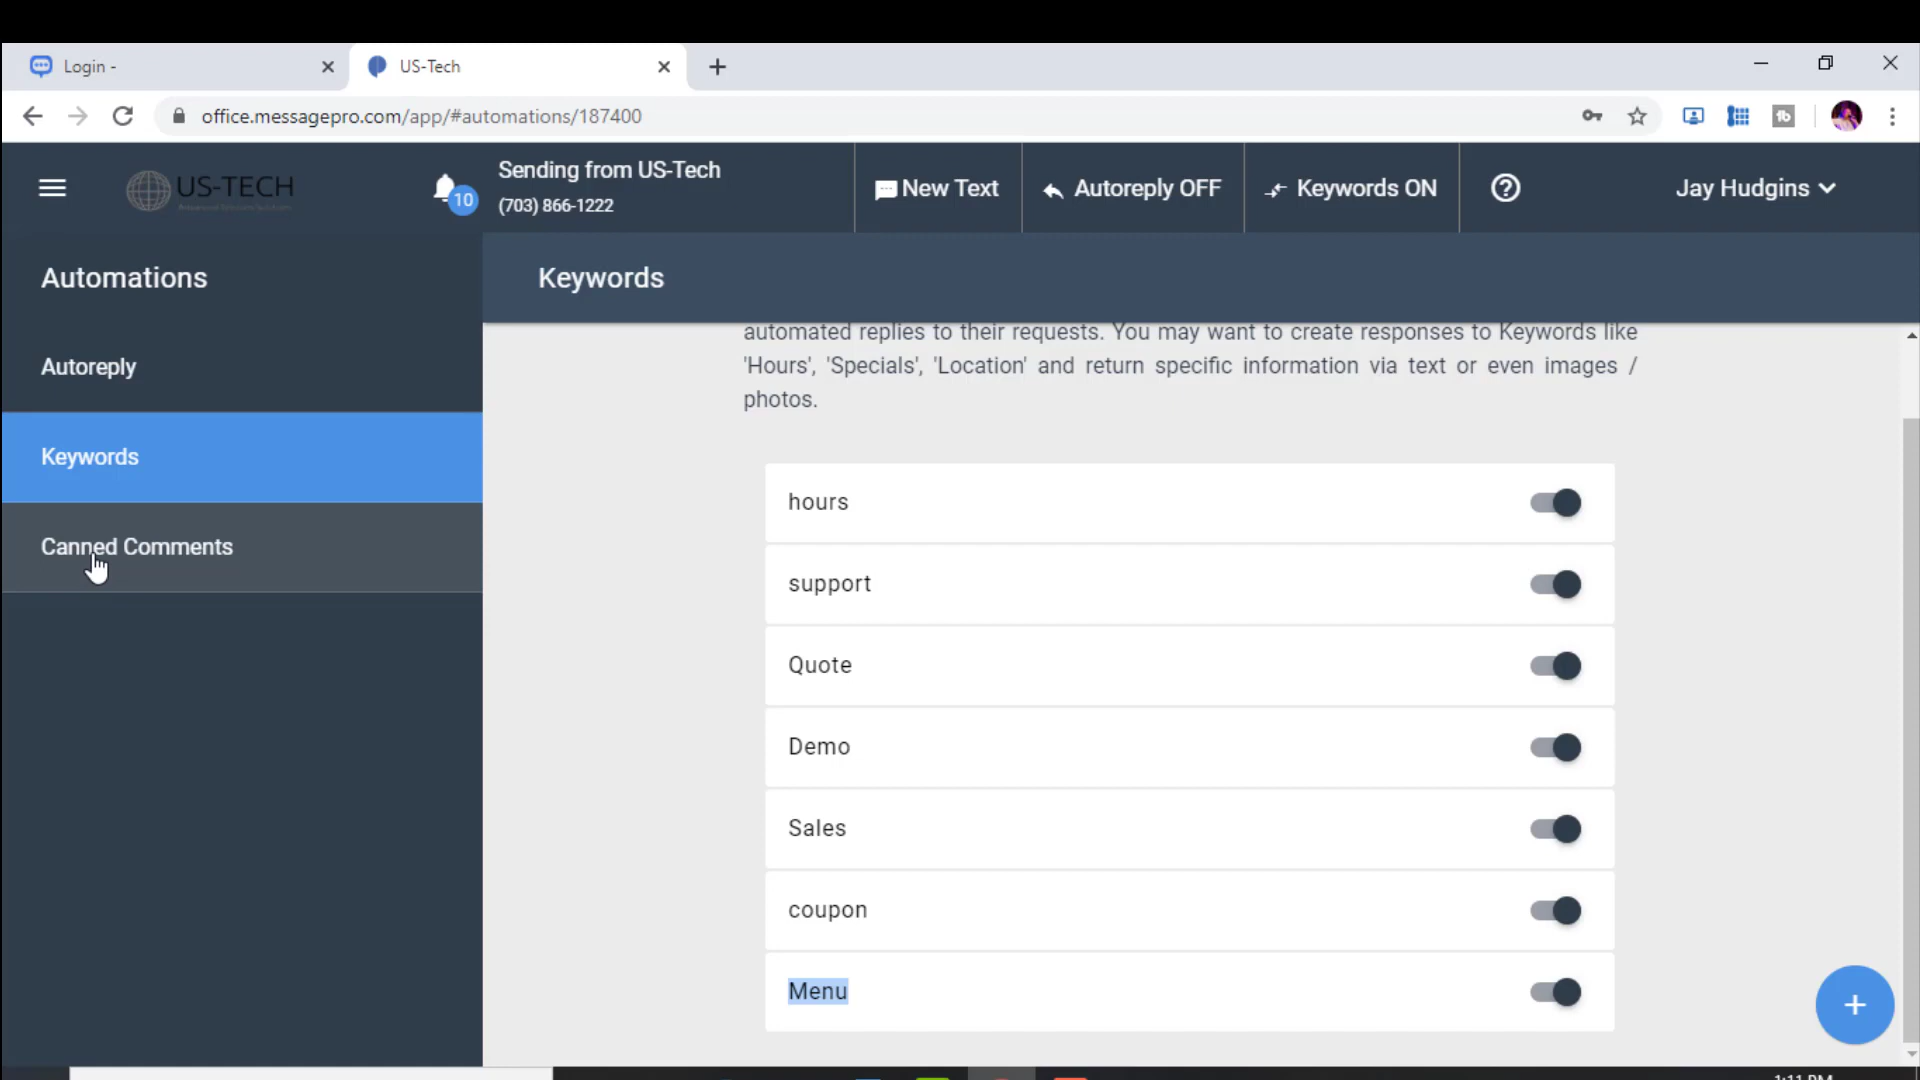 Login -
US-Tech
office.messagepro.com/app/#automations/187400
US-TECH
10
Sending from US-Tech
(703) 866-1222
New Text
Autoreply OFF
Keywords ON
Jay Hudgins
Automations
Keywords
Autoreply
Keywords
Canned Comments
automated replies to their requests. You may want to create responses to Keywords like
'Hours', 'Specials', 'Location' and return specific information via text or even images /
photos.
hours
support
Quote
Demo
Sales
coupon
Menu
1:11 PM